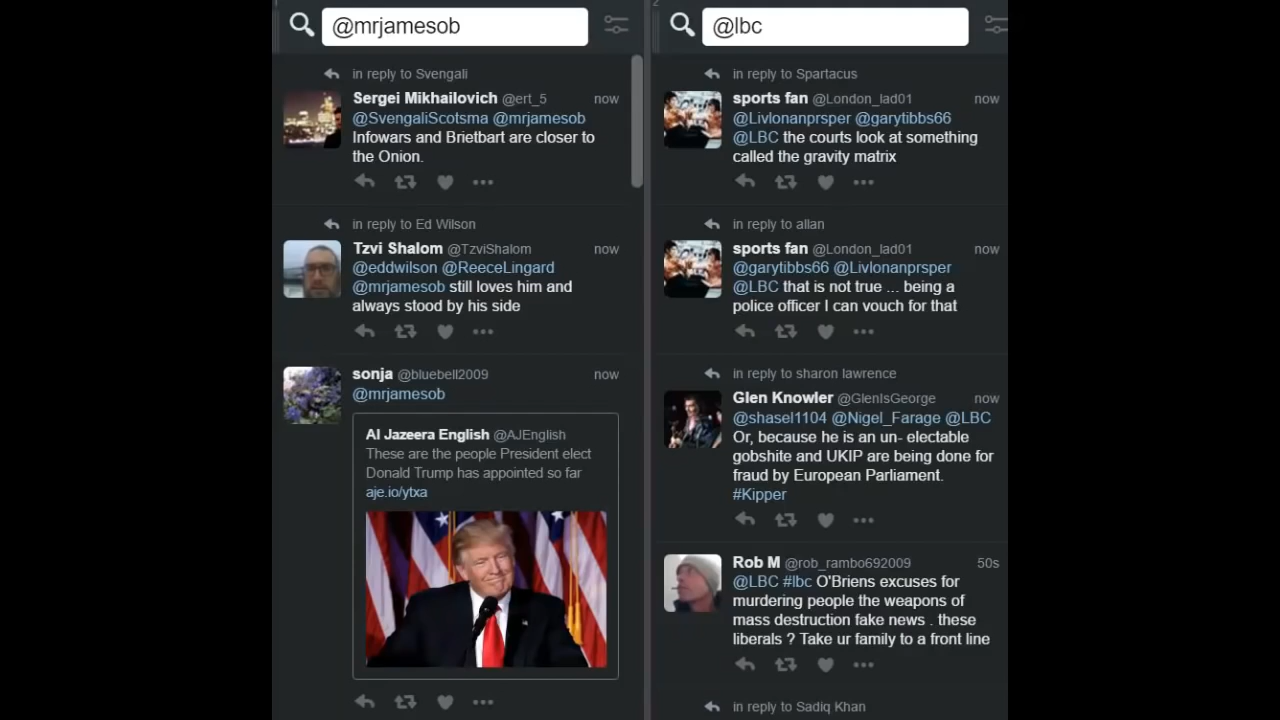 @mrjamesob
in reply to Svengali
Sergei Mikhailovich @ert_5 now
@SvengaliScotsma @mrjamesob
Infowars and Brietbart are closer to
the Onion.
in reply to Ed Wilson
Tzvi Shalom @TzviShalom now
@eddwilson @ReeceLingard
@mrjamesob still loves him and
always stood by his side
sonja @bluebell2009 now
@mrjamesob
Al Jazeera English @AJEnglish
These are the people President elect
Donald Trump has appointed so far
aje.io/ytxa
2
@lbc
in reply to Spartacus
sports fan @London_lad01 now
@Livlonanprsper @garytibbs66
@LBC the courts look at something
called the gravity matrix
in reply to allan
sports fan @London_lad01 now
@garytibbs66 @Livlonanprsper
@LBC that is not true ... being a
police officer I can vouch for that
in reply to sharon lawrence
Glen Knowler @GlenIsGeorge now
@shasel1104 @Nigel_Farage @LBC
Or, because he is an un- electable
gobshite and UKIP are being done for
fraud by European Parliament.
#Kipper
Rob M @rob_rambo692009 50s
@LBC #lbc O'Briens excuses for
murdering people the weapons of
mass destruction fake news . these
liberals ? Take ur family to a front line
in reply to Sadiq Khan